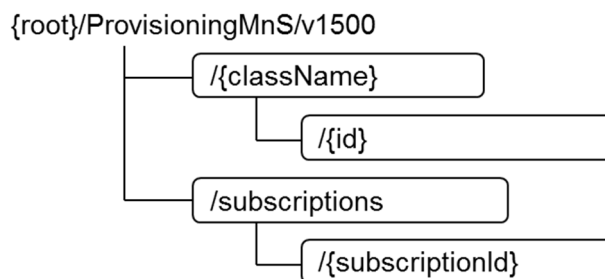 {root}/ProvisioningMnS/v1500
/{className}
/{id}
/subscriptions
/{subscriptionId}